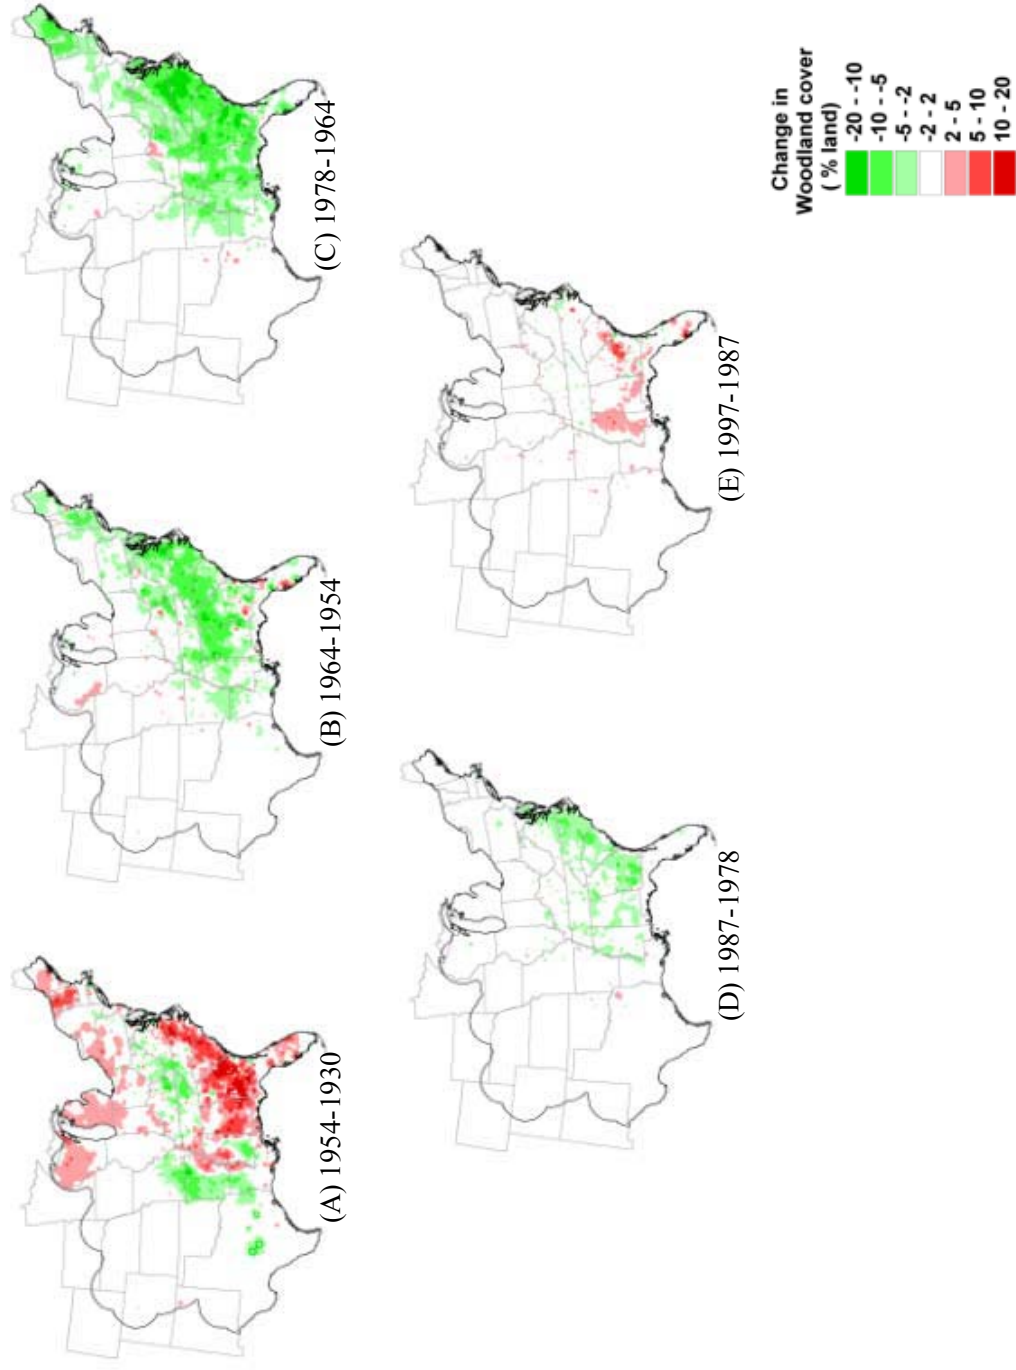 (A) 1954-1930
(B) 1964-1954
(C) 1978-1964
(D) 1987-1978
(E) 1997-1987
Change in
Woodland cover
( % land)
-20 - -10
-10 - -5
-5 - -2
-2 - 2
2 - 5
5 - 10
10 - 20